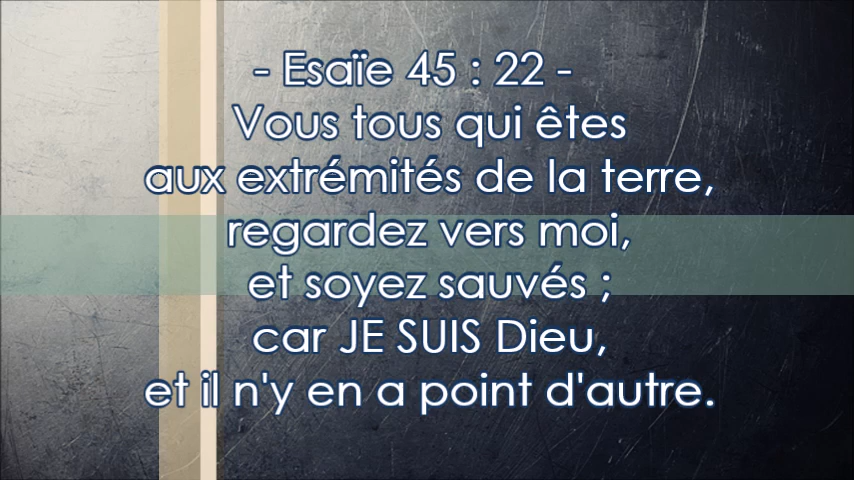 - Esaïe 45 : 22 -
Vous tous qui êtes
aux extrémités de la terre,
regardez vers moi,
et soyez sauvés ;
car JE SUIS Dieu,
et il n'y en a point d'autre.